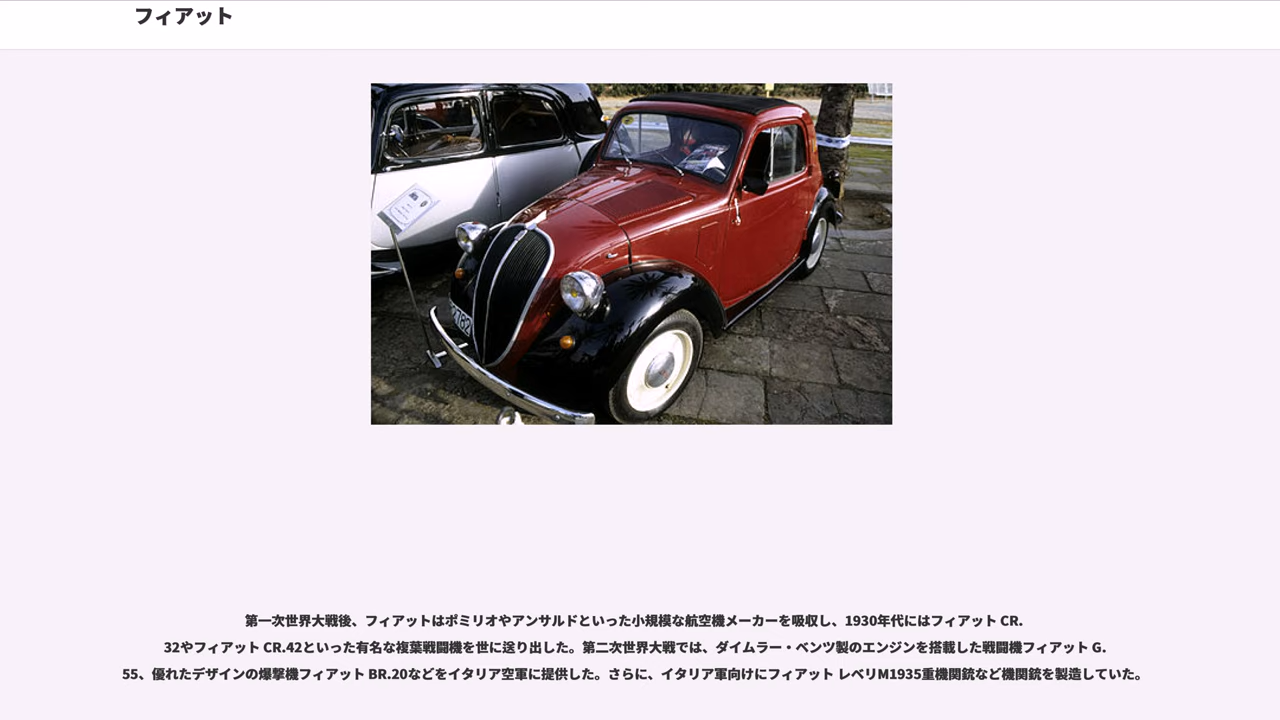 フィアット
2782
第一次世界大戦後、フィアットはポミリオやアンサルドといった小規模な航空機メーカーを吸収し、1930年代にはフィアット CR.
32やフィアット CR.42といった有名な複葉戦闘機を世に送り出した。第二次世界大戦では、ダイムラー・ベンツ製のエンジンを搭載した戦闘機フィアット G.
55、優れたデザインの爆撃機フィアット BR.20などをイタリア空軍に提供した。さらに、イタリア軍向けにフィアット レベリM1935重機関銃など機関銃を製造していた。